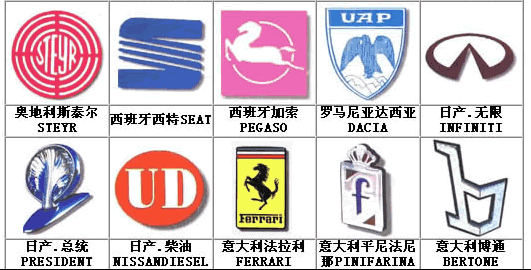 STEYR
UAP
奥地利斯泰尔
STEYR
西班牙西特SEAT
西班牙加索
PEGASO
罗马尼亚达西亚
DACIA
日产.无限
INFINITI
UD
Ferrari
f
日产.总统
PRESIDENT
日产.柴油
NISSANDIESEL
意大利法拉利
FERRARI
意大利平尼法尼
那PININFARINA
意大利博通
BERTONE